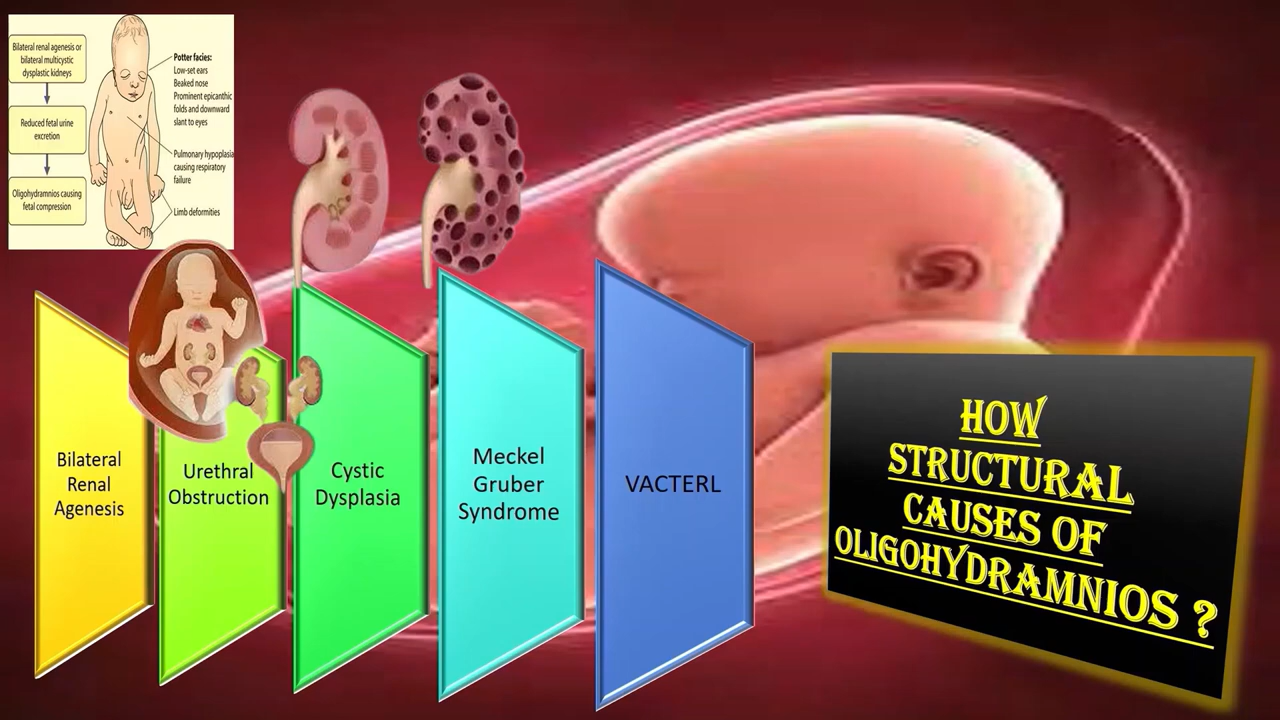 Bilateral renal agenesis or
bilateral multicystic
dysplastic kidneys
Reduced fetal urine
excretion
Oligohydramnios causing
fetal compression
Potter facies:
Low-set ears
Beaked nose
Prominent epicanthic
folds and downward
slant to eyes
Pulmonary hypoplasia
causing respiratory
failure
Limb deformities
Bilateral
Renal
Agenesis
Urethral
Obstruction
Cystic
Dysplasia
Meckel
Gruber
Syndrome
VACTERL
HOW
STRUCTURAL
CAUSES OF
OLIGOHYDRAMNIOS ?